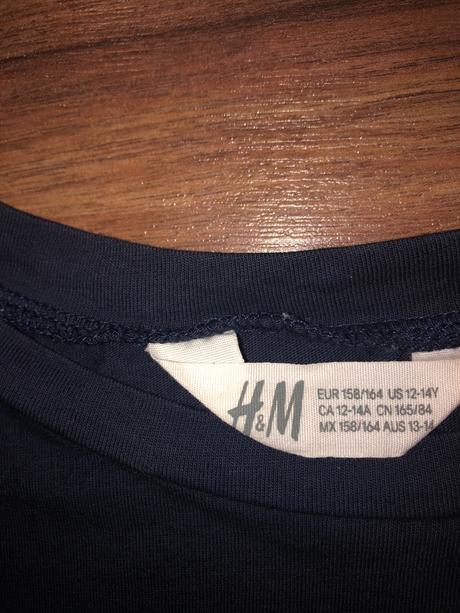 H&M
EUR 158/164 US 12-14Y
CA 12-14A CN 165/84
MX 158/164 AUS 13-14